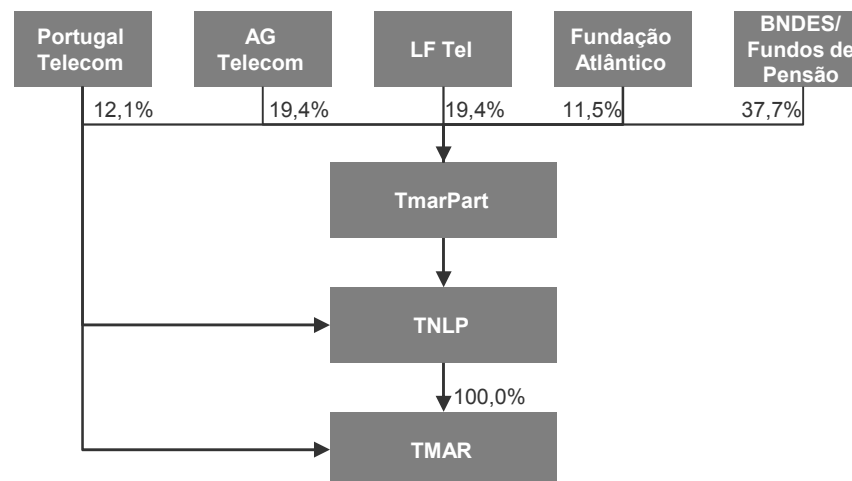 Portugal
Telecom
AG
Telecom
LF Tel
Fundação
Atlântico
BNDES/
Fundos de
Pensão
12,1%
19,4%
19,4%
11,5%
37,7%
TmarPart
TNLP
100,0%
TMAR